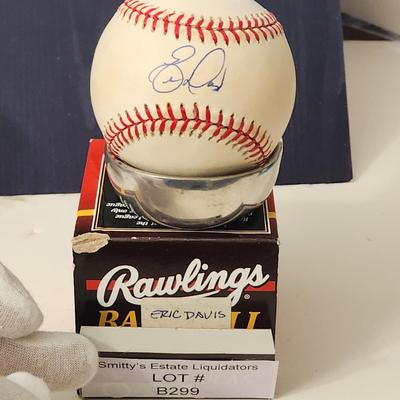 Rawlings
ERIC DAVIS
Smitty's Estate Liquidators
LOT #
B299